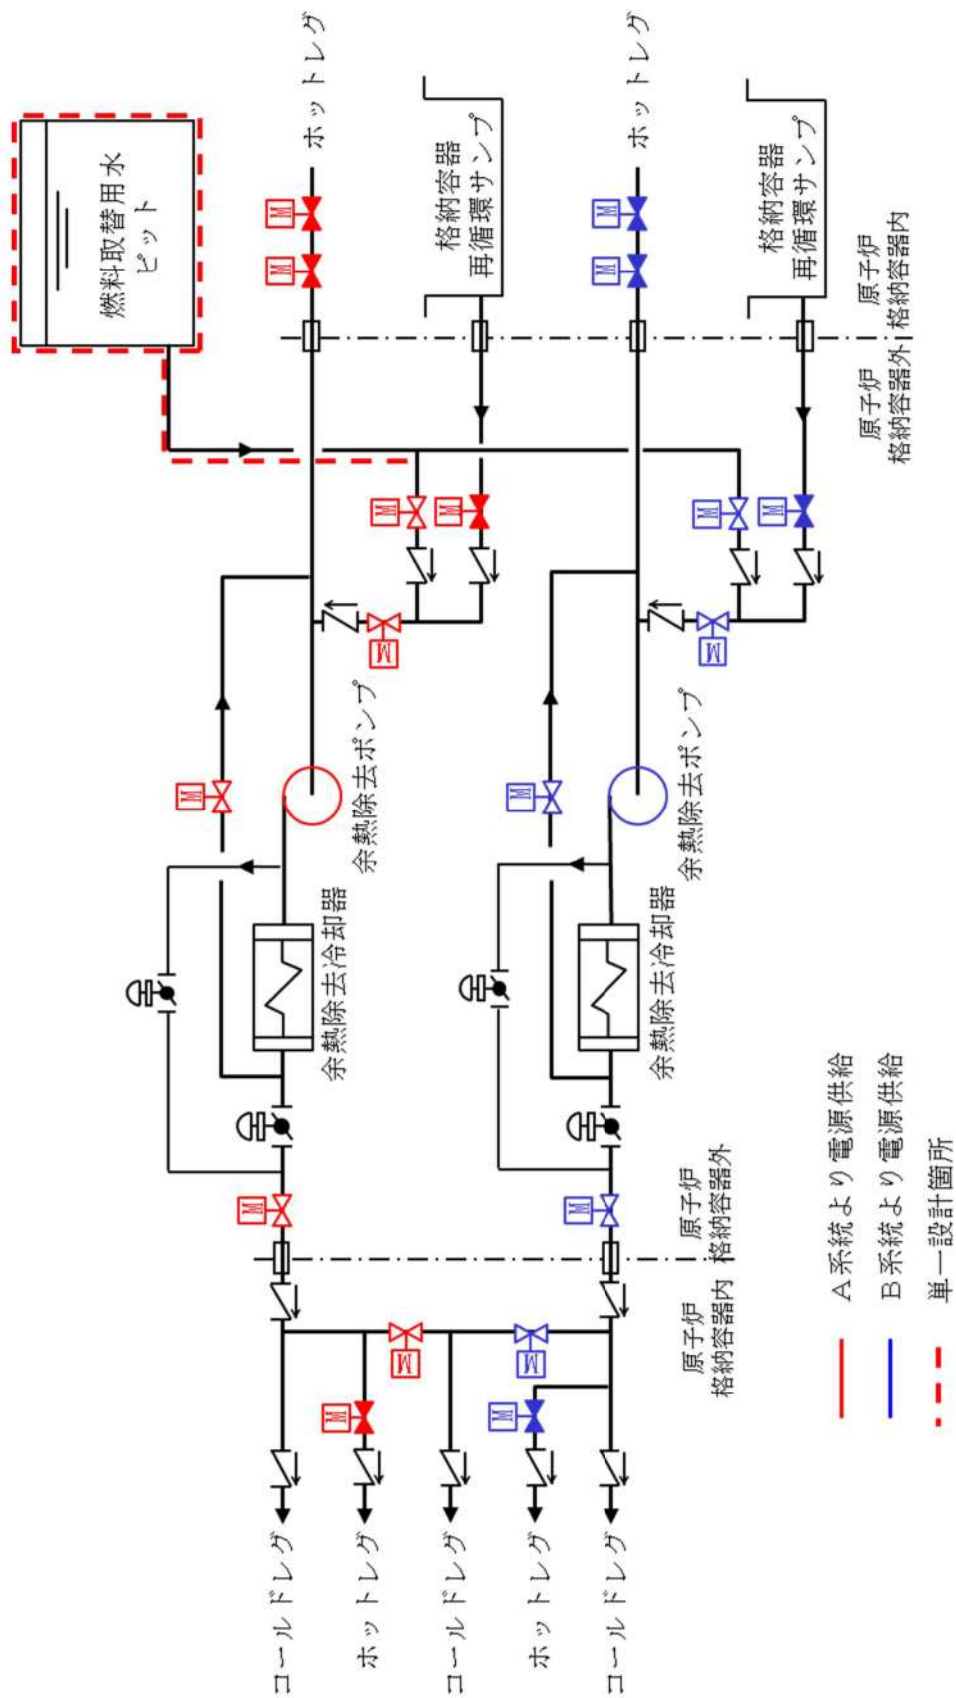 燃料取替用水
ピット
ホットレグ
格納容器
再循環サンプ
ホットレグ
格納容器
再循環サンプ
原子炉
格納容器内
原子炉
格納容器外
M
M
M
M
M
M
M
M
M
M
M
M
余熱除去ポンプ
余熱除去ポンプ
余熱除去冷却器
余熱除去冷却器
M
M
原子炉
格納容器外
原子炉
格納容器内
M
M
M
M
コールドレグ
ホットレグ
コールドレグ
ホットレグ
コールドレグ
A系統より電源供給
B系統より電源供給
単一設計箇所